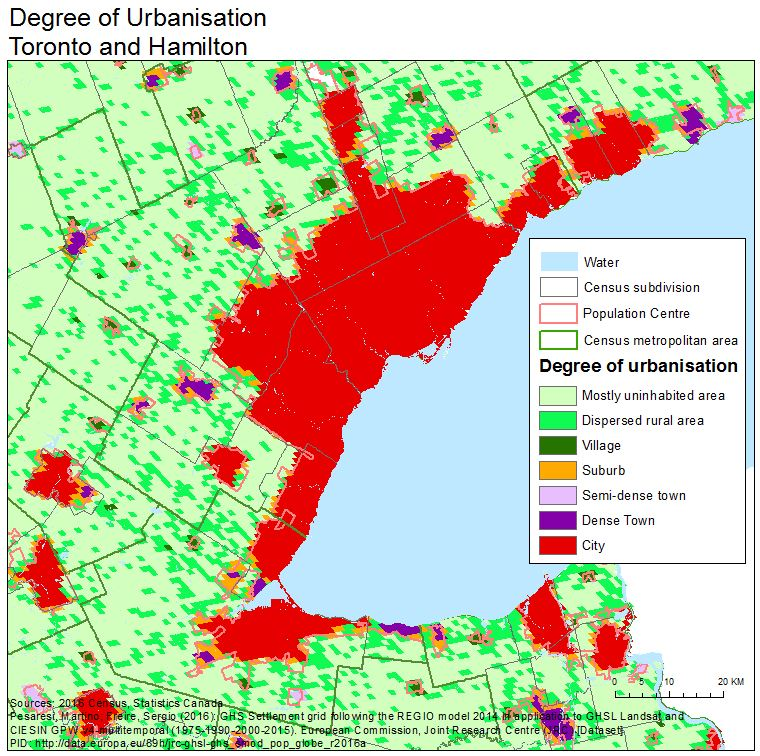 Degree of Urbanisation
Toronto and Hamilton
Water
Census subdivision
Population Centre
Census metropolitan area
Degree of urbanisation
Mostly uninhabited area
Dispersed rural area
Village
Suburb
Semi-dense town
Dense Town
City
0 5 10 20 KM
Sources: 2016 Census, Statistics Canada
Pesaresi, Martino; Freire, Sergio (2016): GHS Settlement grid following the REGIO model 2014 in application to GHSL Landsat and
CIESIN GPW v4-multitemporal (1975-1990-2000-2015). European Commission, Joint Research Centre (JRC) [Dataset]
PID: http://data.europa.eu/89h/jrc-ghsl-ghs_smod_pop_globe_r2016a